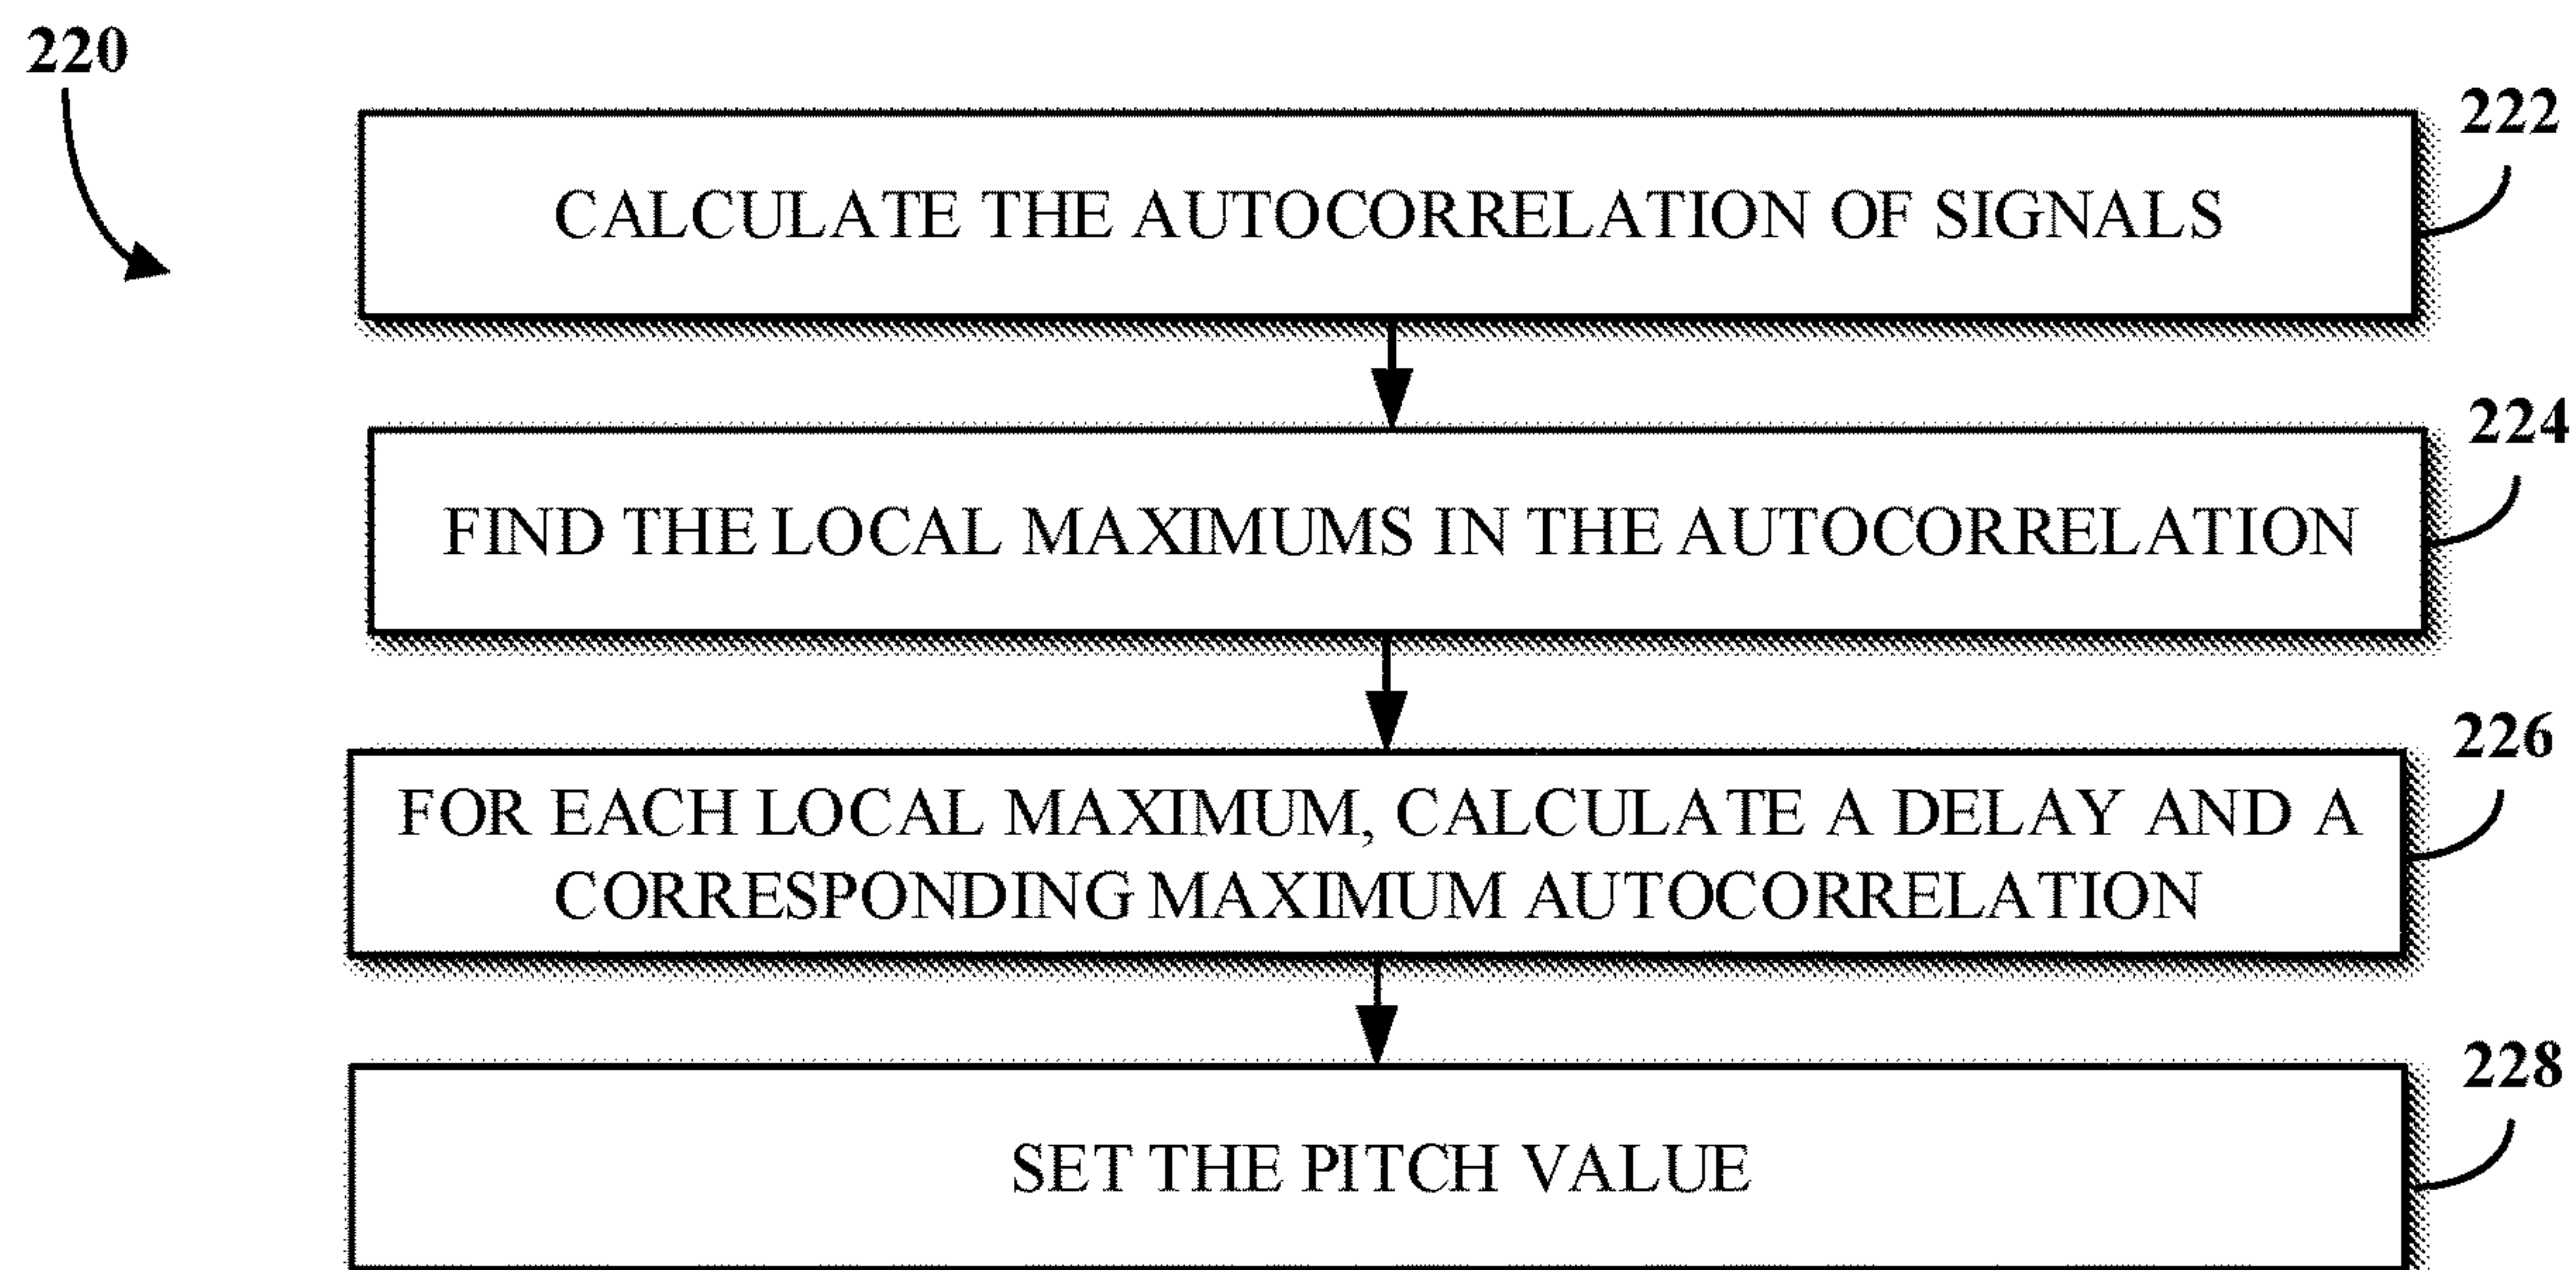 220
222
CALCULATE THE AUTOCORRELATION OF SIGNALS
224
FIND THE LOCAL MAXIMUMS IN THE AUTOCORRELATION
226
FOR EACH LOCAL MAXIMUM, CALCULATE A DELAY AND A
CORRESPONDING MAXIMUM AUTOCORRELATION
228
SET THE PITCH VALUE